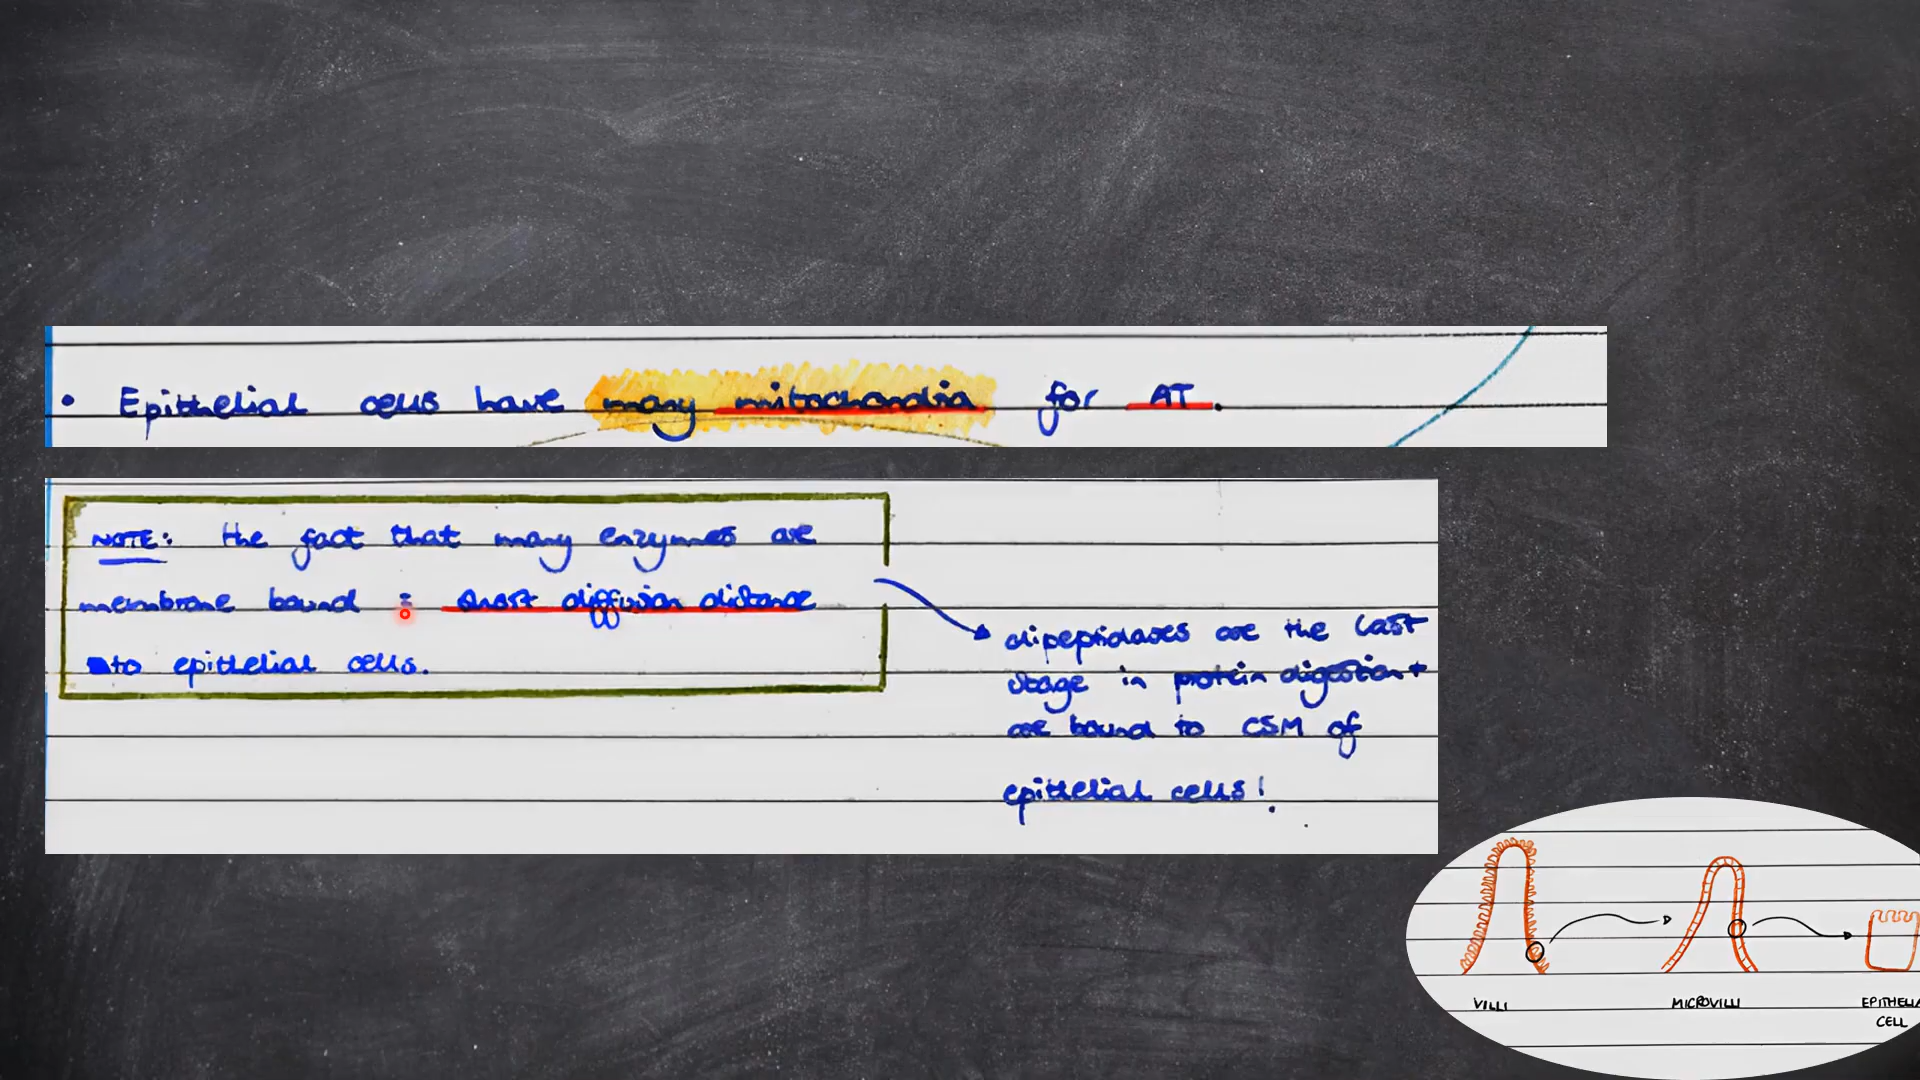 • Epithelial cells have many mitochondria for AT.
NOTE: the fact that many enzymes are
membrane bound = short diffusion distance
to epithelial cells.
dipeptidases are the last
stage in protein digestion +
are bound to CSM of
epithelial cells!
VILLI
MICROVILLI
EPITHELIA
CELL